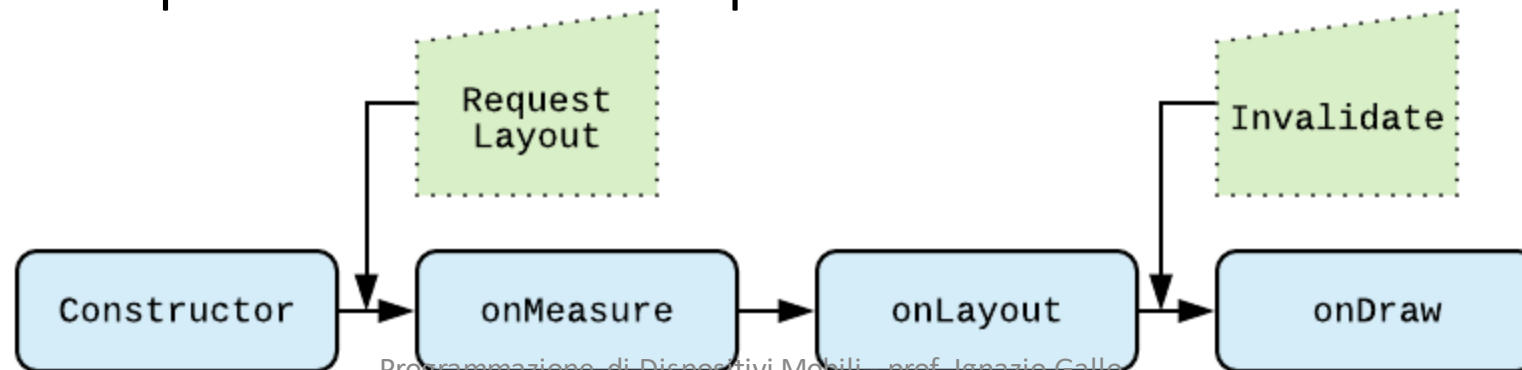 Request
Layout
Invalidate
Constructor
onMeasure
onLayout
onDraw
Programmazione di Dispositivi Mobili - prof. Ignazio Gallo